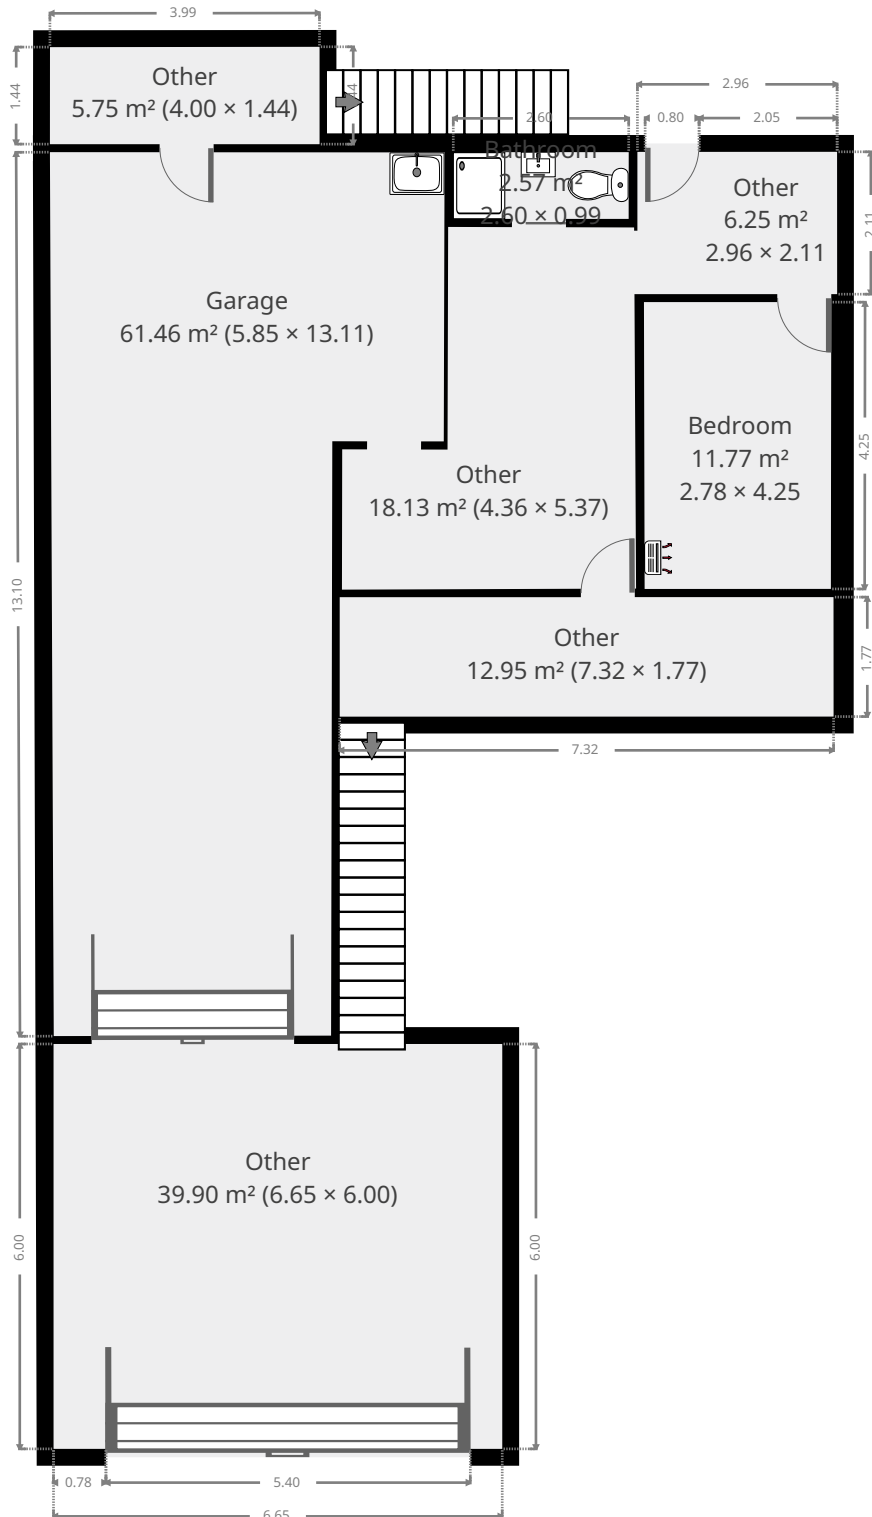 3.99
Other
5.75 m² (4.00 × 1.44)
1.44
2.96
2.60
0.80
2.05
Bathroom
2.57 m²
2.60 × 0.99
Other
6.25 m²
2.96 × 2.11
2.11
Garage
61.46 m² (5.85 × 13.11)
Bedroom
11.77 m²
2.78 × 4.25
4.25
Other
18.13 m² (4.36 × 5.37)
13.10
Other
12.95 m² (7.32 × 1.77)
1.77
7.32
Other
39.90 m² (6.65 × 6.00)
6.00
6.00
0.78
5.40
6.65